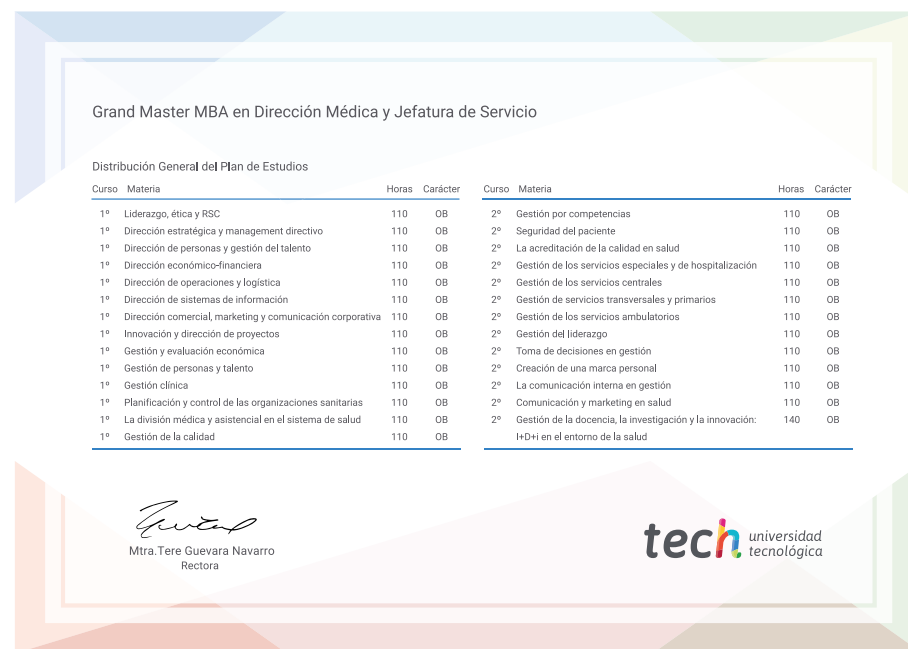 Grand Master MBA en Dirección Médica y Jefatura de Servicio
Distribución General del Plan de Estudios
Curso Materia Horas Carácter
1º Liderazgo, ética y RSC 110 OB
1º Dirección estratégica y management directivo 110 OB
1º Dirección de personas y gestión del talento 110 OB
1º Dirección económico-financiera 110 OB
1º Dirección de operaciones y logística 110 OB
1º Dirección de sistemas de información 110 OB
1º Dirección comercial, marketing y comunicación corporativa 110 OB
1º Innovación y dirección de proyectos 110 OB
1º Gestión y evaluación económica 110 OB
1º Gestión de personas y talento 110 OB
1º Gestión clínica 110 OB
1º Planificación y control de las organizaciones sanitarias 110 OB
1º La división médica y asistencial en el sistema de salud 110 OB
1º Gestión de la calidad 110 OB
Curso Materia Horas Carácter
2º Gestión por competencias 110 OB
2º Seguridad del paciente 110 OB
2º La acreditación de la calidad en salud 110 OB
2º Gestión de los servicios especiales y de hospitalización 110 OB
2º Gestión de los servicios centrales 110 OB
2º Gestión de servicios transversales y primarios 110 OB
2º Gestión de los servicios ambulatorios 110 OB
2º Gestión del liderazgo 110 OB
2º Toma de decisiones en gestión 110 OB
2º Creación de una marca personal 110 OB
2º La comunicación interna en gestión 110 OB
2º Comunicación y marketing en salud 110 OB
2º Gestión de la docencia, la investigación y la innovación: 140 OB
I+D+i en el entorno de la salud
Mtra.Tere Guevara Navarro
Rectora
tech universidad
tecnológica